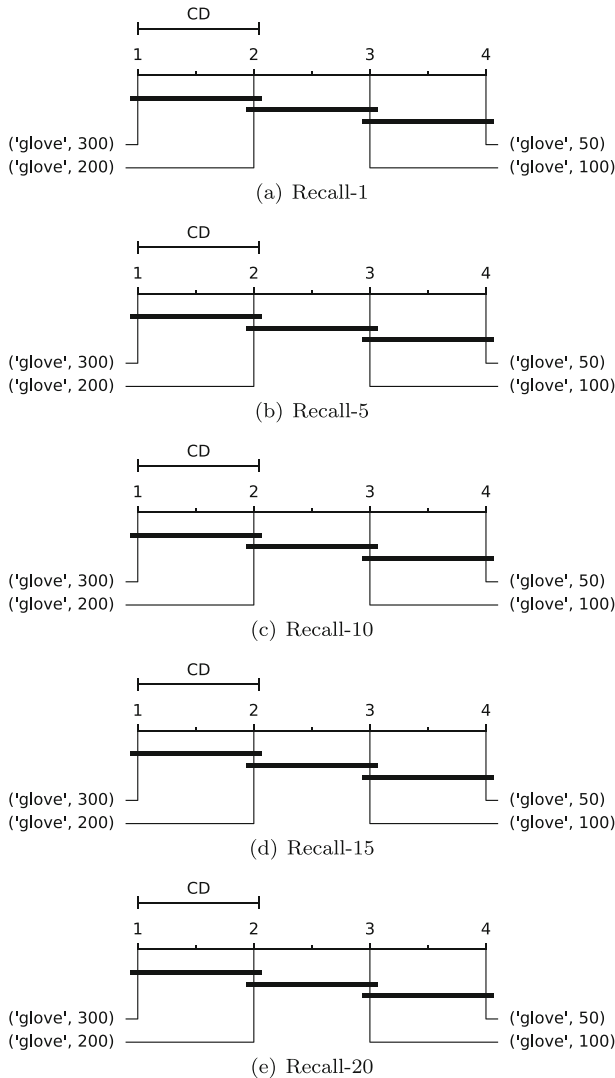 CD
1 2 3 4
('glove', 300) ('glove', 50)
('glove', 200) ('glove', 100)
(a) Recall-1
CD
1 2 3 4
('glove', 300) ('glove', 50)
('glove', 200) ('glove', 100)
(b) Recall-5
CD
1 2 3 4
('glove', 300) ('glove', 50)
('glove', 200) ('glove', 100)
(c) Recall-10
CD
1 2 3 4
('glove', 300) ('glove', 50)
('glove', 200) ('glove', 100)
(d) Recall-15
CD
1 2 3 4
('glove', 300) ('glove', 50)
('glove', 200) ('glove', 100)
(e) Recall-20